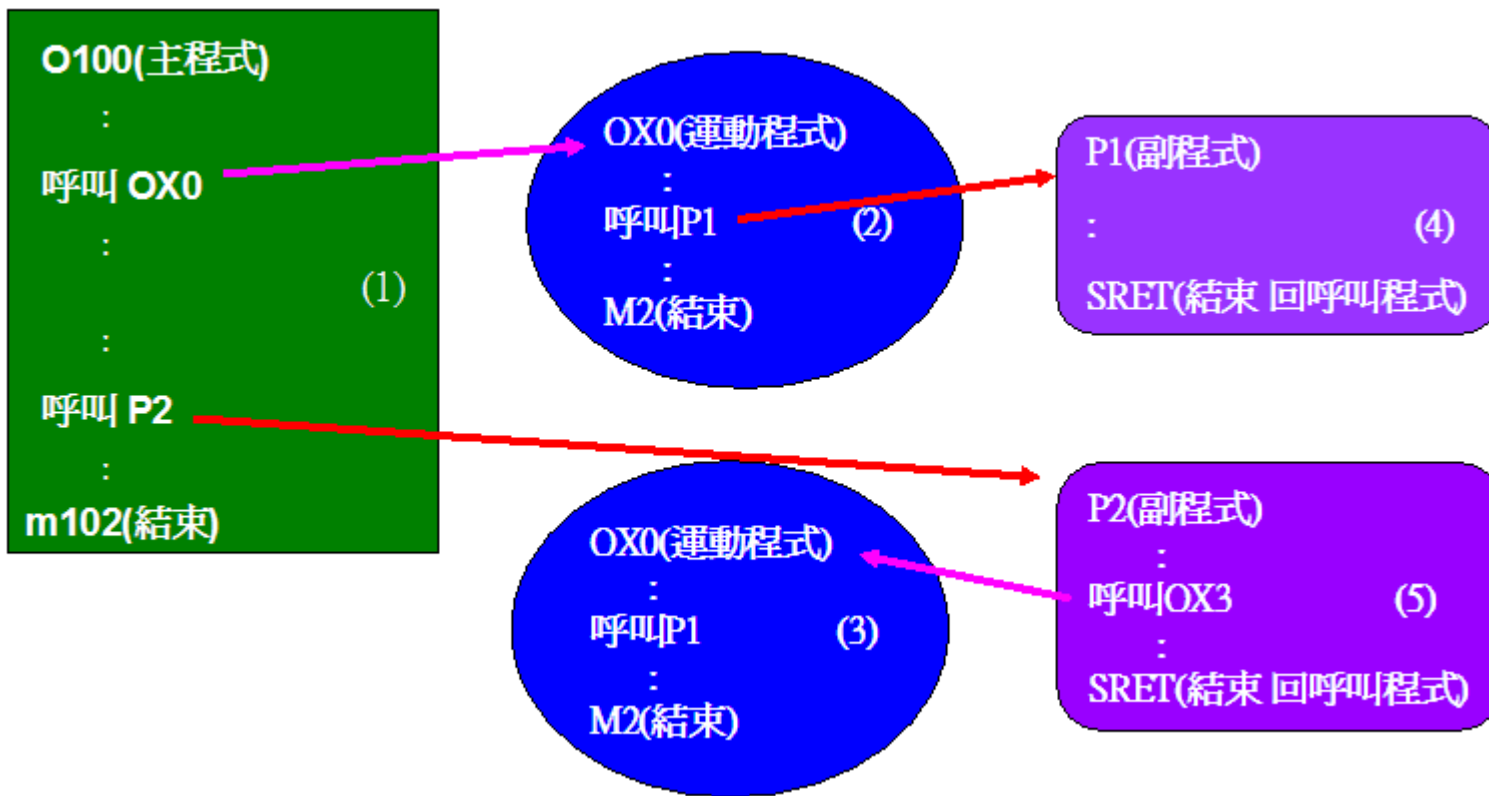 O100(主程式)
:
呼叫 OX0
:
(1)
:
呼叫 P2
:
m102(結束)
OX0(運動程式)
:
呼叫P1 (2)
:
M2(結束)
P1(副程式)
: (4)
SRET(結束 回呼叫程式)
OX0(運動程式)
:
呼叫P1 (3)
:
M2(結束)
P2(副程式)
:
呼叫OX3 (5)
:
SRET(結束 回呼叫程式)